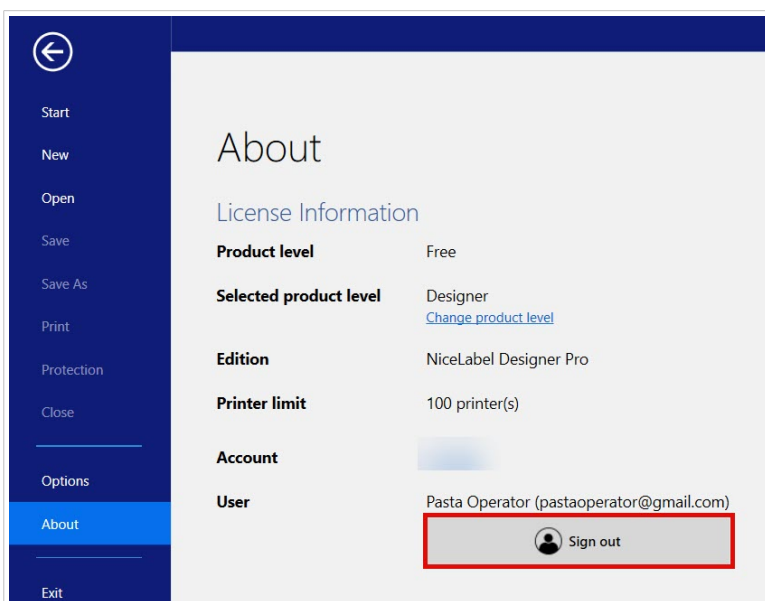 Start
New
Open
Save
Save As
Print
Protection
Close
Options
About
Exit
About
License Information
Product level Free
Selected product level Designer
Change product level
Edition NiceLabel Designer Pro
Printer limit 100 printer(s)
Account
User Pasta Operator (pastaoperator@gmail.com)
Sign out